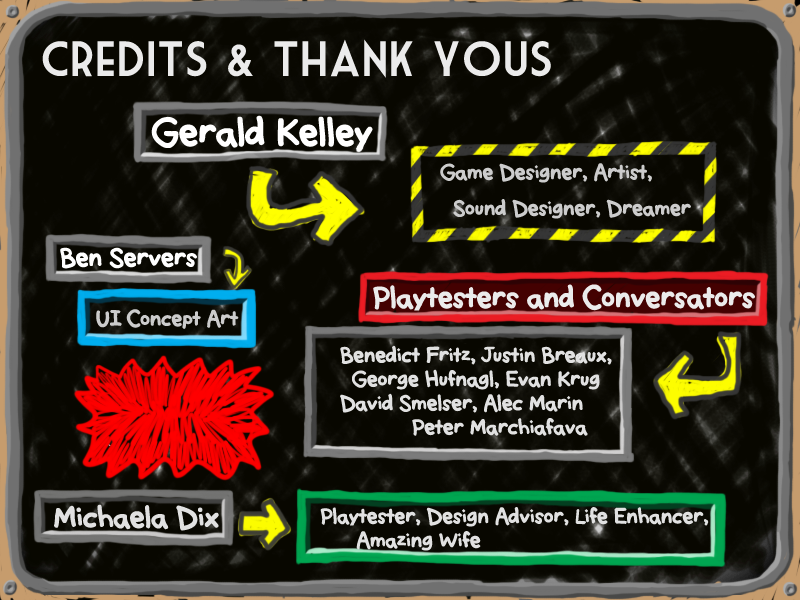 CREDITS & THANK YOUS
Gerald Kelley
Game Designer, Artist,
Sound Designer, Dreamer
Ben Servers
UI Concept Art
Playtesters and Conversators
Benedict Fritz, Justin Breaux,
George Hufnagl, Evan Krug
David Smelser, Alec Marin
Peter Marchiafava
Michaela Dix
Playtester, Design Advisor, Life Enhancer,
Amazing Wife